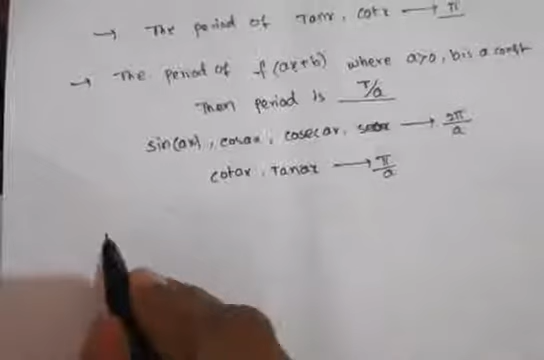 → The period of Tanx, cotx → π
→ The period of f(ax+b) where a>0, b is a const
Then period is T/a
sin(ax), cosax, cosecax, → 2π/a
cotax, Tanax → π/a